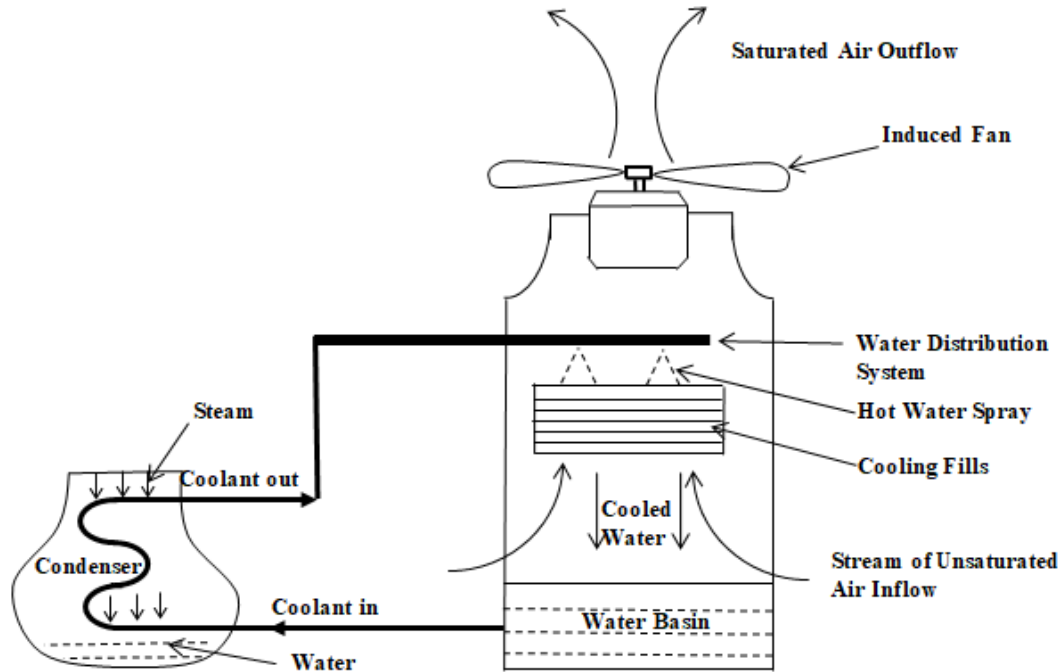 Saturated Air Outflow
Induced Fan
Water Distribution
System
Hot Water Spray
Cooling Fills
Steam
Coolant out
Cooled
Water
Condenser
Stream of Unsaturated
Air Inflow
Coolant in
Water Basin
Water